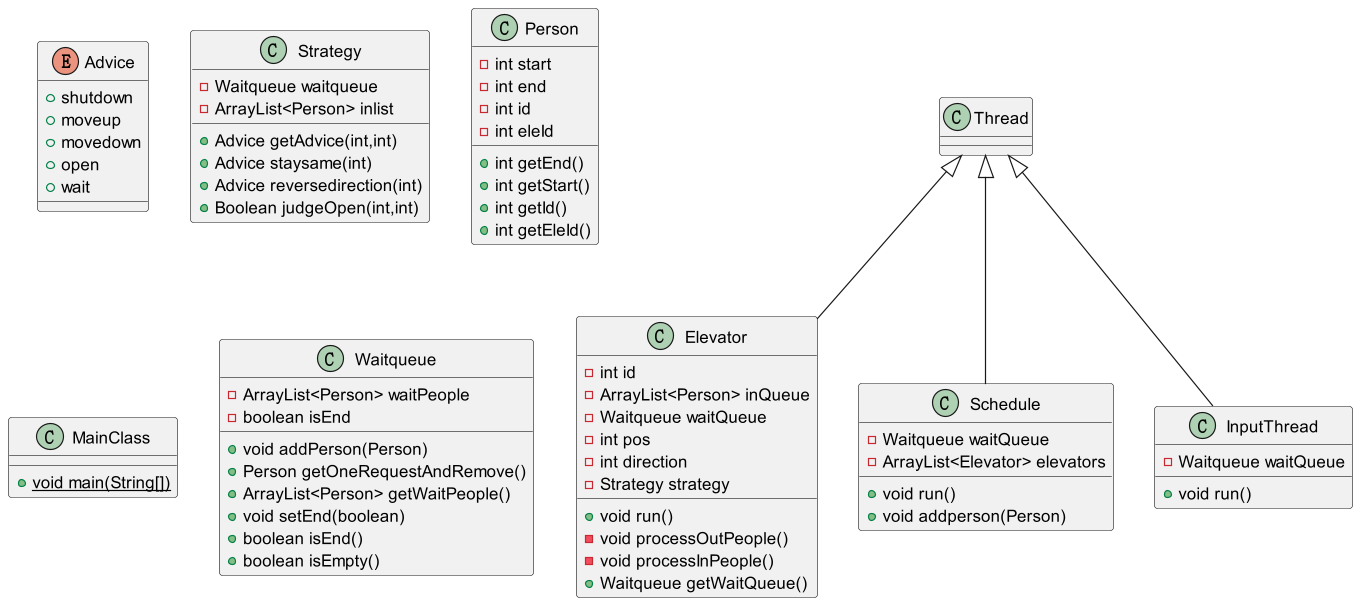 E Advice
shutdown
moveup
movedown
open
wait
C Strategy
Waitqueue waitqueue
ArrayList<Person> inlist
Advice getAdvice(int,int)
Advice staysame(int)
Advice reversedirection(int)
Boolean judgeOpen(int,int)
C Person
int start
int end
int id
int eleId
int getEnd()
int getStart()
int getId()
int getEleId()
C Thread
C MainClass
void main(String[])
C Waitqueue
ArrayList<Person> waitPeople
boolean isEnd
void addPerson(Person)
Person getOneRequestAndRemove()
ArrayList<Person> getWaitPeople()
void setEnd(boolean)
boolean isEnd()
boolean isEmpty()
C Elevator
int id
ArrayList<Person> inQueue
Waitqueue waitQueue
int pos
int direction
Strategy strategy
void run()
void processOutPeople()
void processInPeople()
Waitqueue getWaitQueue()
C Schedule
Waitqueue waitQueue
ArrayList<Elevator> elevators
void run()
void addperson(Person)
C InputThread
Waitqueue waitQueue
void run()